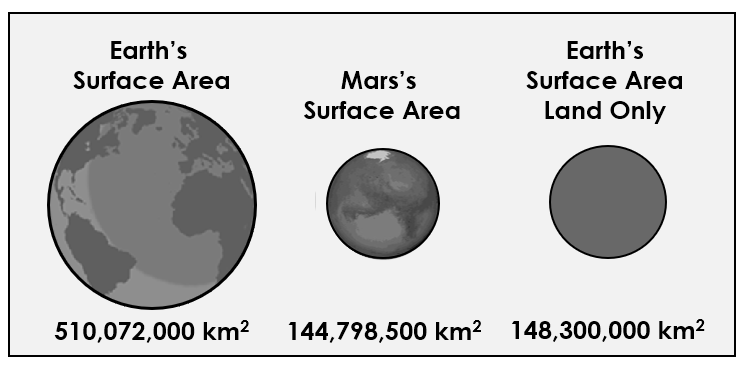 Earth's
Surface Area
510,072,000 km²
Mars's
Surface Area
144,798,500 km²
Earth's
Surface Area
Land Only
148,300,000 km²